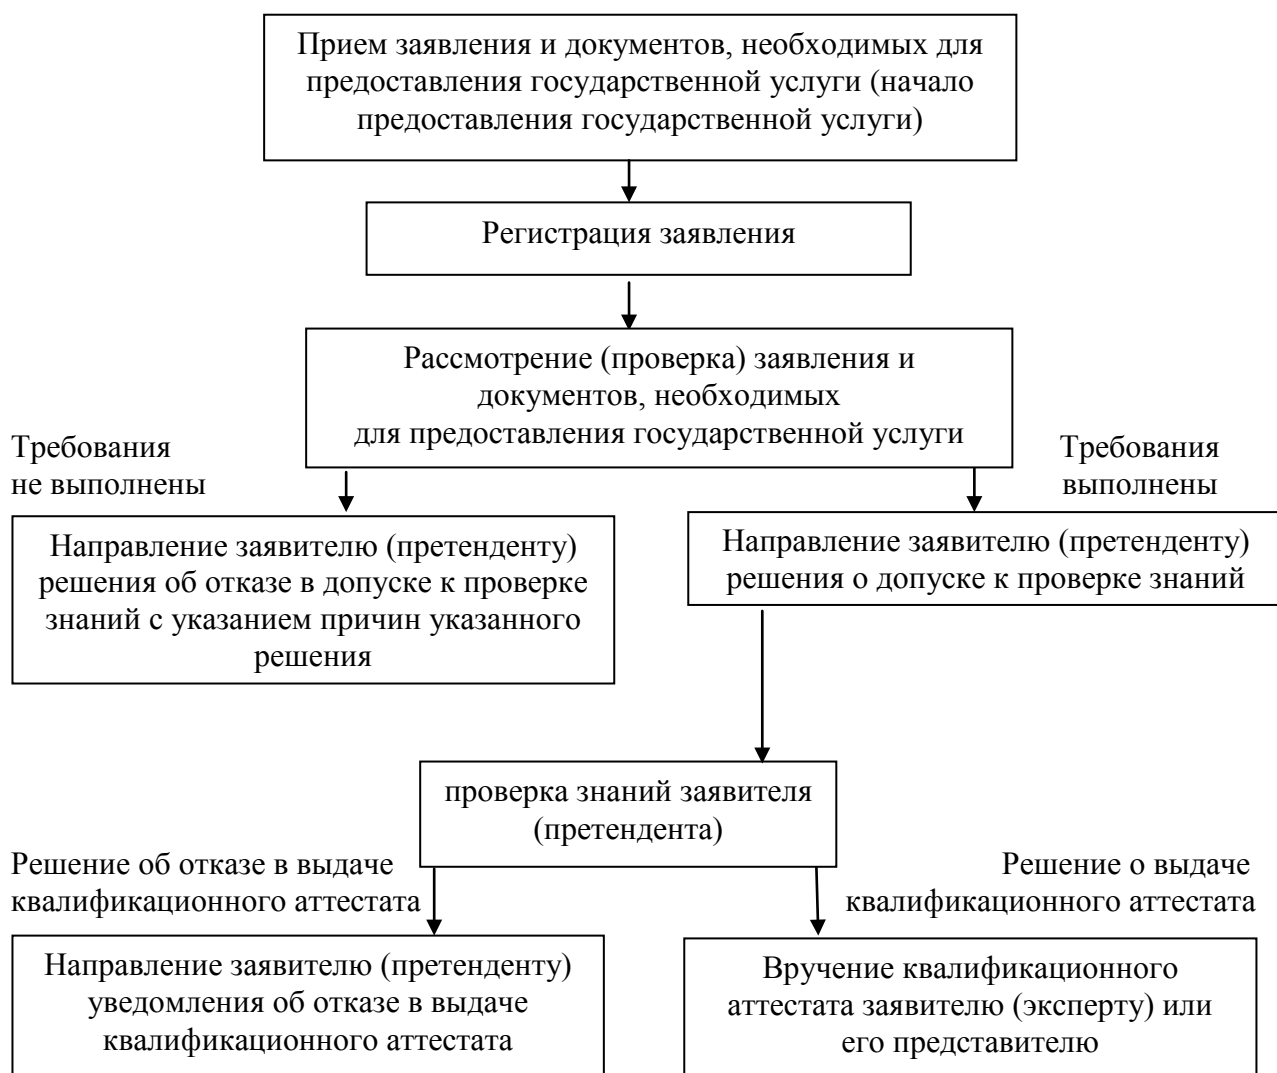 Прием заявления и документов, необходимых для
предоставления государственной услуги (начало
предоставления государственной услуги)
Регистрация заявления
Рассмотрение (проверка) заявления и
документов, необходимых
для предоставления государственной услуги
Требования
не выполнены
Требования
выполнены
Направление заявителю (претенденту)
решения об отказе в допуске к проверке
знаний с указанием причин указанного
решения
Направление заявителю (претенденту)
решения о допуске к проверке знаний
проверка знаний заявителя
(претендента)
Решение об отказе в выдаче
квалификационного аттестата
Решение о выдаче
квалификационного аттестата
Направление заявителю (претенденту)
уведомления об отказе в выдаче
квалификационного аттестата
Вручение квалификационного
аттестата заявителю (эксперту) или
его представителю